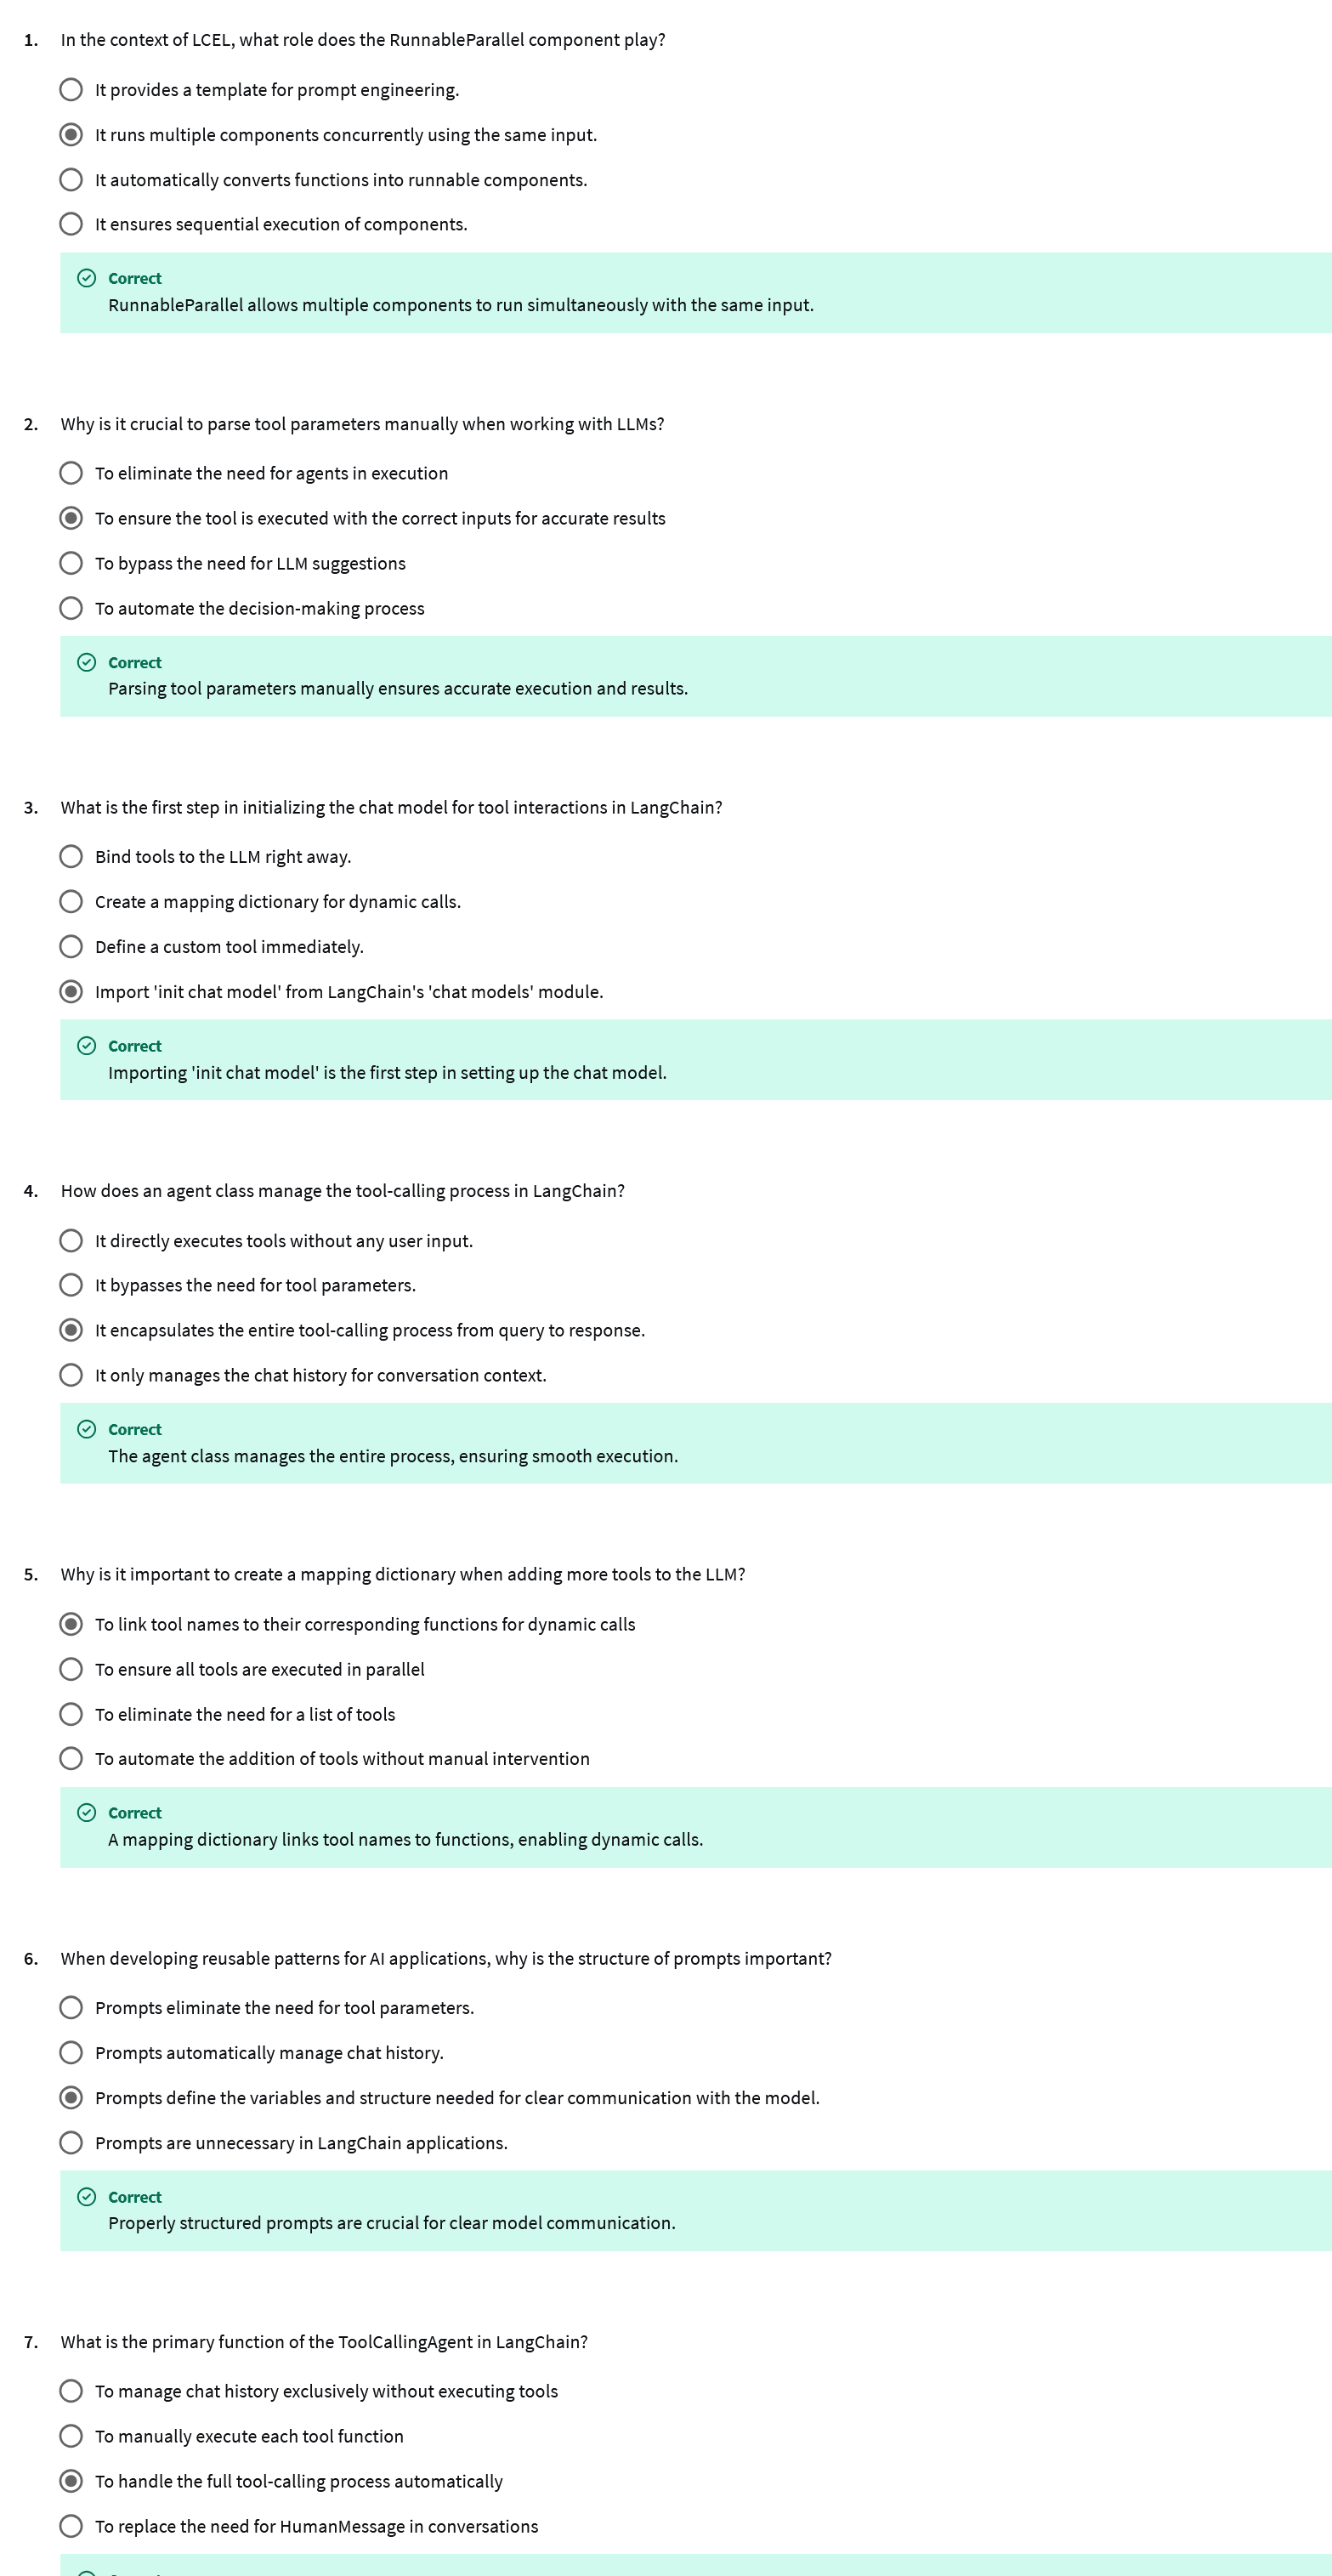 1. In the context of LCEL, what role does the RunnableParallel component play?
It provides a template for prompt engineering.
It runs multiple components concurrently using the same input.
It automatically converts functions into runnable components.
It ensures sequential execution of components.
Correct
RunnableParallel allows multiple components to run simultaneously with the same input.
2. Why is it crucial to parse tool parameters manually when working with LLMs?
To eliminate the need for agents in execution
To ensure the tool is executed with the correct inputs for accurate results
To bypass the need for LLM suggestions
To automate the decision-making process
Correct
Parsing tool parameters manually ensures accurate execution and results.
3. What is the first step in initializing the chat model for tool interactions in LangChain?
Bind tools to the LLM right away.
Create a mapping dictionary for dynamic calls.
Define a custom tool immediately.
Import 'init chat model' from LangChain's 'chat models' module.
Correct
Importing 'init chat model' is the first step in setting up the chat model.
4. How does an agent class manage the tool-calling process in LangChain?
It directly executes tools without any user input.
It bypasses the need for tool parameters.
It encapsulates the entire tool-calling process from query to response.
It only manages the chat history for conversation context.
Correct
The agent class manages the entire process, ensuring smooth execution.
5. Why is it important to create a mapping dictionary when adding more tools to the LLM?
To link tool names to their corresponding functions for dynamic calls
To ensure all tools are executed in parallel
To eliminate the need for a list of tools
To automate the addition of tools without manual intervention
Correct
A mapping dictionary links tool names to functions, enabling dynamic calls.
6. When developing reusable patterns for AI applications, why is the structure of prompts important?
Prompts eliminate the need for tool parameters.
Prompts automatically manage chat history.
Prompts define the variables and structure needed for clear communication with the model.
Prompts are unnecessary in LangChain applications.
Correct
Properly structured prompts are crucial for clear model communication.
7. What is the primary function of the ToolCallingAgent in LangChain?
To manage chat history exclusively without executing tools
To manually execute each tool function
To handle the full tool-calling process automatically
To replace the need for HumanMessage in conversations